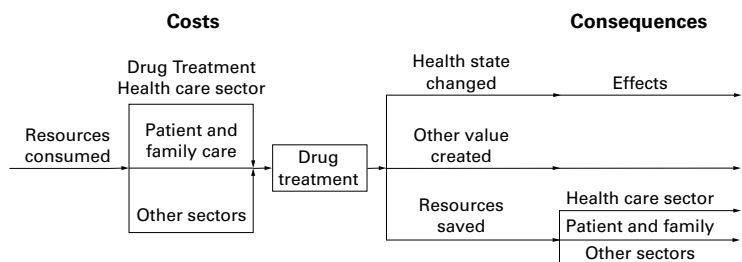 Costs
Consequences
Drug Treatment
Health care sector
Resources
consumed
Patient and
family care
Other sectors
Drug
treatment
Health state
changed
Effects
Other value
created
Resources
saved
Health care sector
Patient and family
Other sectors